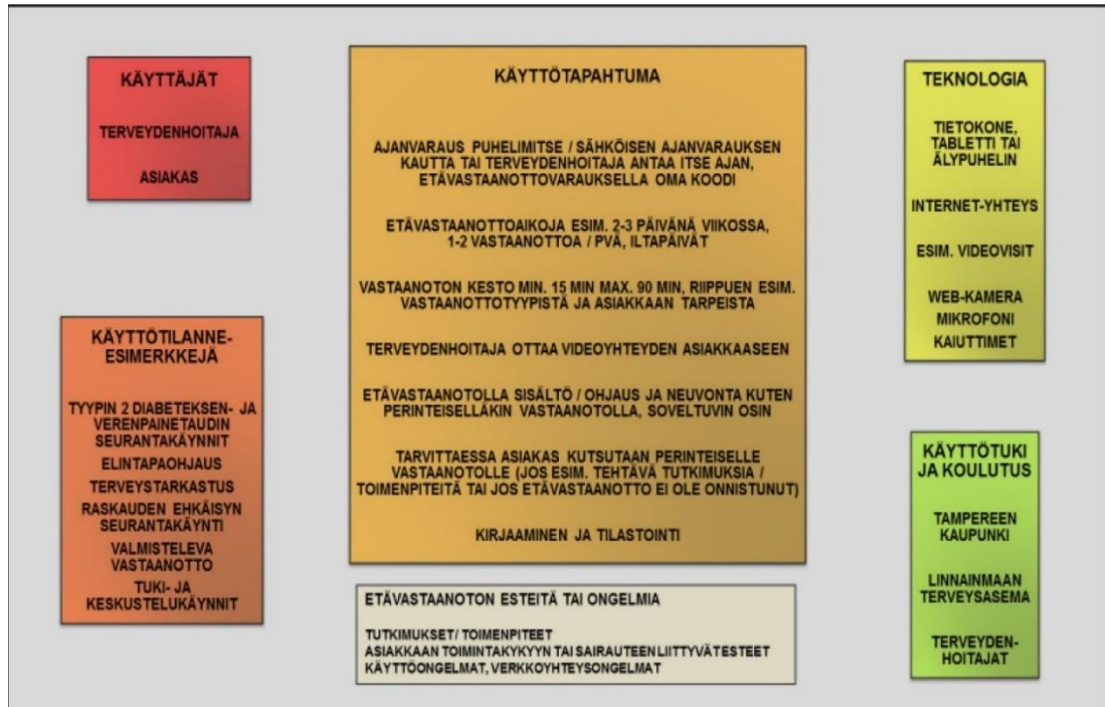 KÄYTTÄJÄT
TERVEYDENHOITAJA
ASIAKAS
KÄYTTÖTILANNE-
ESIMERKKEJÄ
TYYPIN 2 DIABETEKSEN- JA
VERENPAINETAUDIN
SEURANTAKÄYNNIT
ELINTAPAOHJAUS
TERVEYSTARKASTUS
RASKAUDEN EHKÄISYN
SEURANTAKÄYNTI
VALMISTELEVA
VASTAANOTTO
TUKI- JA
KESKUSTELUKÄYNNIT
KÄYTTÖTAPAHTUMA
AJANVARAUS PUHELIMITSE / SÄHKÖISEN AJANVARAUKSEN
KAUTTA TAI TERVEYDENHOITAJA ANTAA ITSE AJAN,
ETÄVASTAANOTTOVARAUKSELLA OMA KOODI
ETÄVASTAANOTTOAIKOJA ESIM. 2-3 PÄIVÄNÄ VIIKOSSA,
1-2 VASTAANOTTOA / PVÄ, ILTAPÄIVÄT
VASTAANOTON KESTO MIN. 15 MIN MAX. 90 MIN, RIIPPUEN ESIM.
VASTAANOTTOTYYPISTÄ JA ASIAKKAAN TARPEISTA
TERVEYDENHOITAJA OTTAA VIDEOYHTEYDEN ASIAKKAASEEN
ETÄVASTAANOTOLLA SISÄLTÖ / OHJAUS JA NEUVONTA KUTEN
PERINTEISELLÄKIN VASTAANOTOLLA, SOVELTUVIN OSIN
TARVITTAESSA ASIAKAS KUTSUTAAN PERINTEISELLE
VASTAANOTOLLE (JOS ESIM. TEHTÄVÄ TUTKIMUKSIA /
TOIMENPITEITÄ TAI JOS ETÄVASTAANOTTO EI OLE ONNISTUNUT)
KIRJAAMINEN JA TILASTOINTI
ETÄVASTAANOTON ESTEITÄ TAI ONGELMIA
TUTKIMUKSET/ TOIMENPITEET
ASIAKKAAN TOIMINTAKYKYYN TAI SAIRAUTEEN LIITTYVÄT ESTEET
KÄYTTÖONGELMAT, VERKKOYHTEYSONGELMAT
TEKNOLOGIA
TIETOKONE,
TABLETTI TAI
ÄLYPUHELIN
INTERNET-YHTEYS
ESIM. VIDEOVISIT
WEB-KAMERA
MIKROFONI
KAIUTTIMET
KÄYTTÖTUKI
JA KOULUTUS
TAMPEREEN
KAUPUNKI
LINNAINMAAN
TERVEYSASEMA
TERVEYDEN-
HOITAJAT